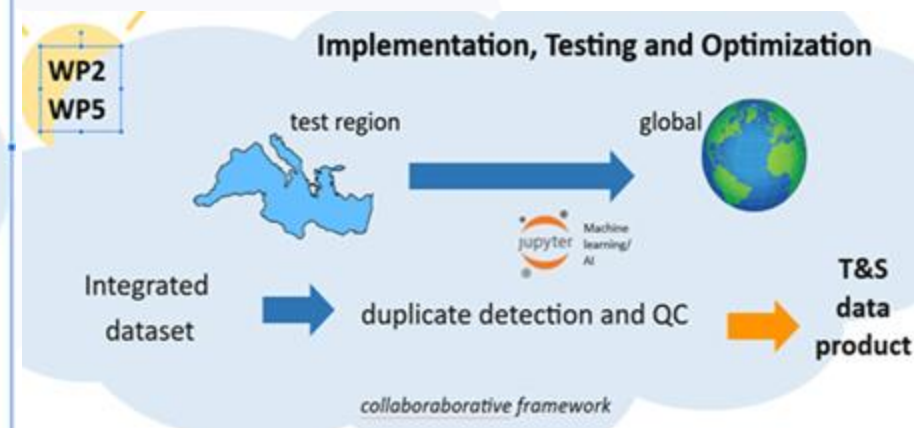 Implementation, Testing and Optimization
WP2
WP5
test region
global
jupyter
Machine
learning/
AI
Integrated
dataset
duplicate detection and QC
T&S
data
product
collaboraborative framework